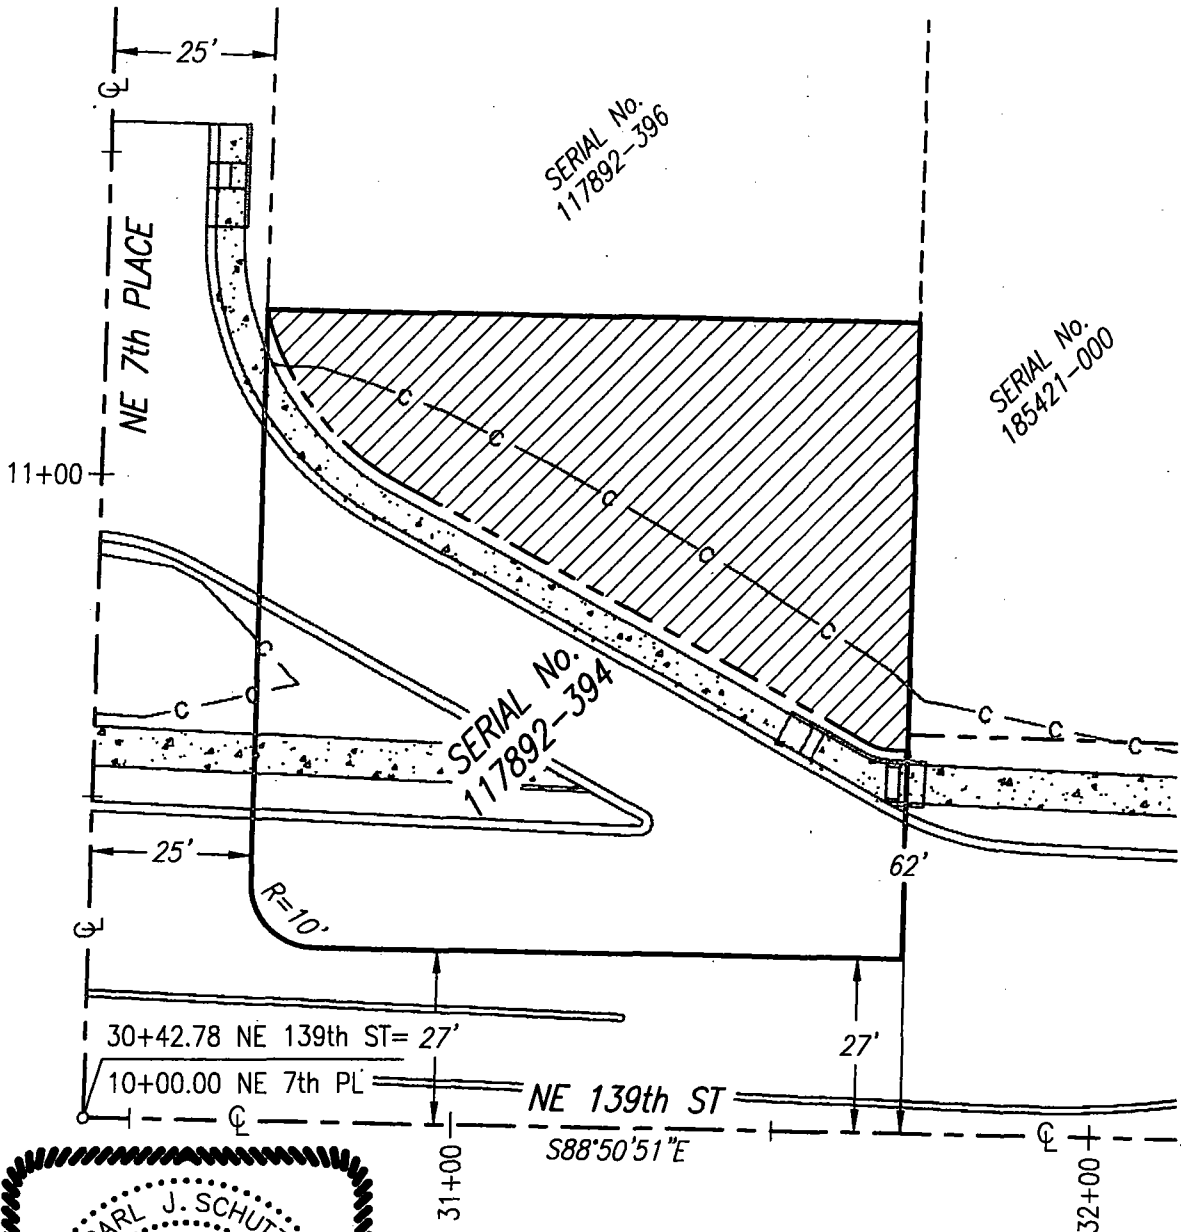 25'
℄
SERIAL No.
117892-396
NE 7th PLACE
SERIAL No.
185421-000
C
C
C
C
C
11+00
C
C
C
C
C
C
SERIAL No.
117892-394
25'
62'
℄
R=10'
30+42.78 NE 139th ST= 27'
27'
10+00.00 NE 7th PL
NE 139th ST
℄
S88°50'51"E
℄
31+00
32+00
CARL J. SCHUT